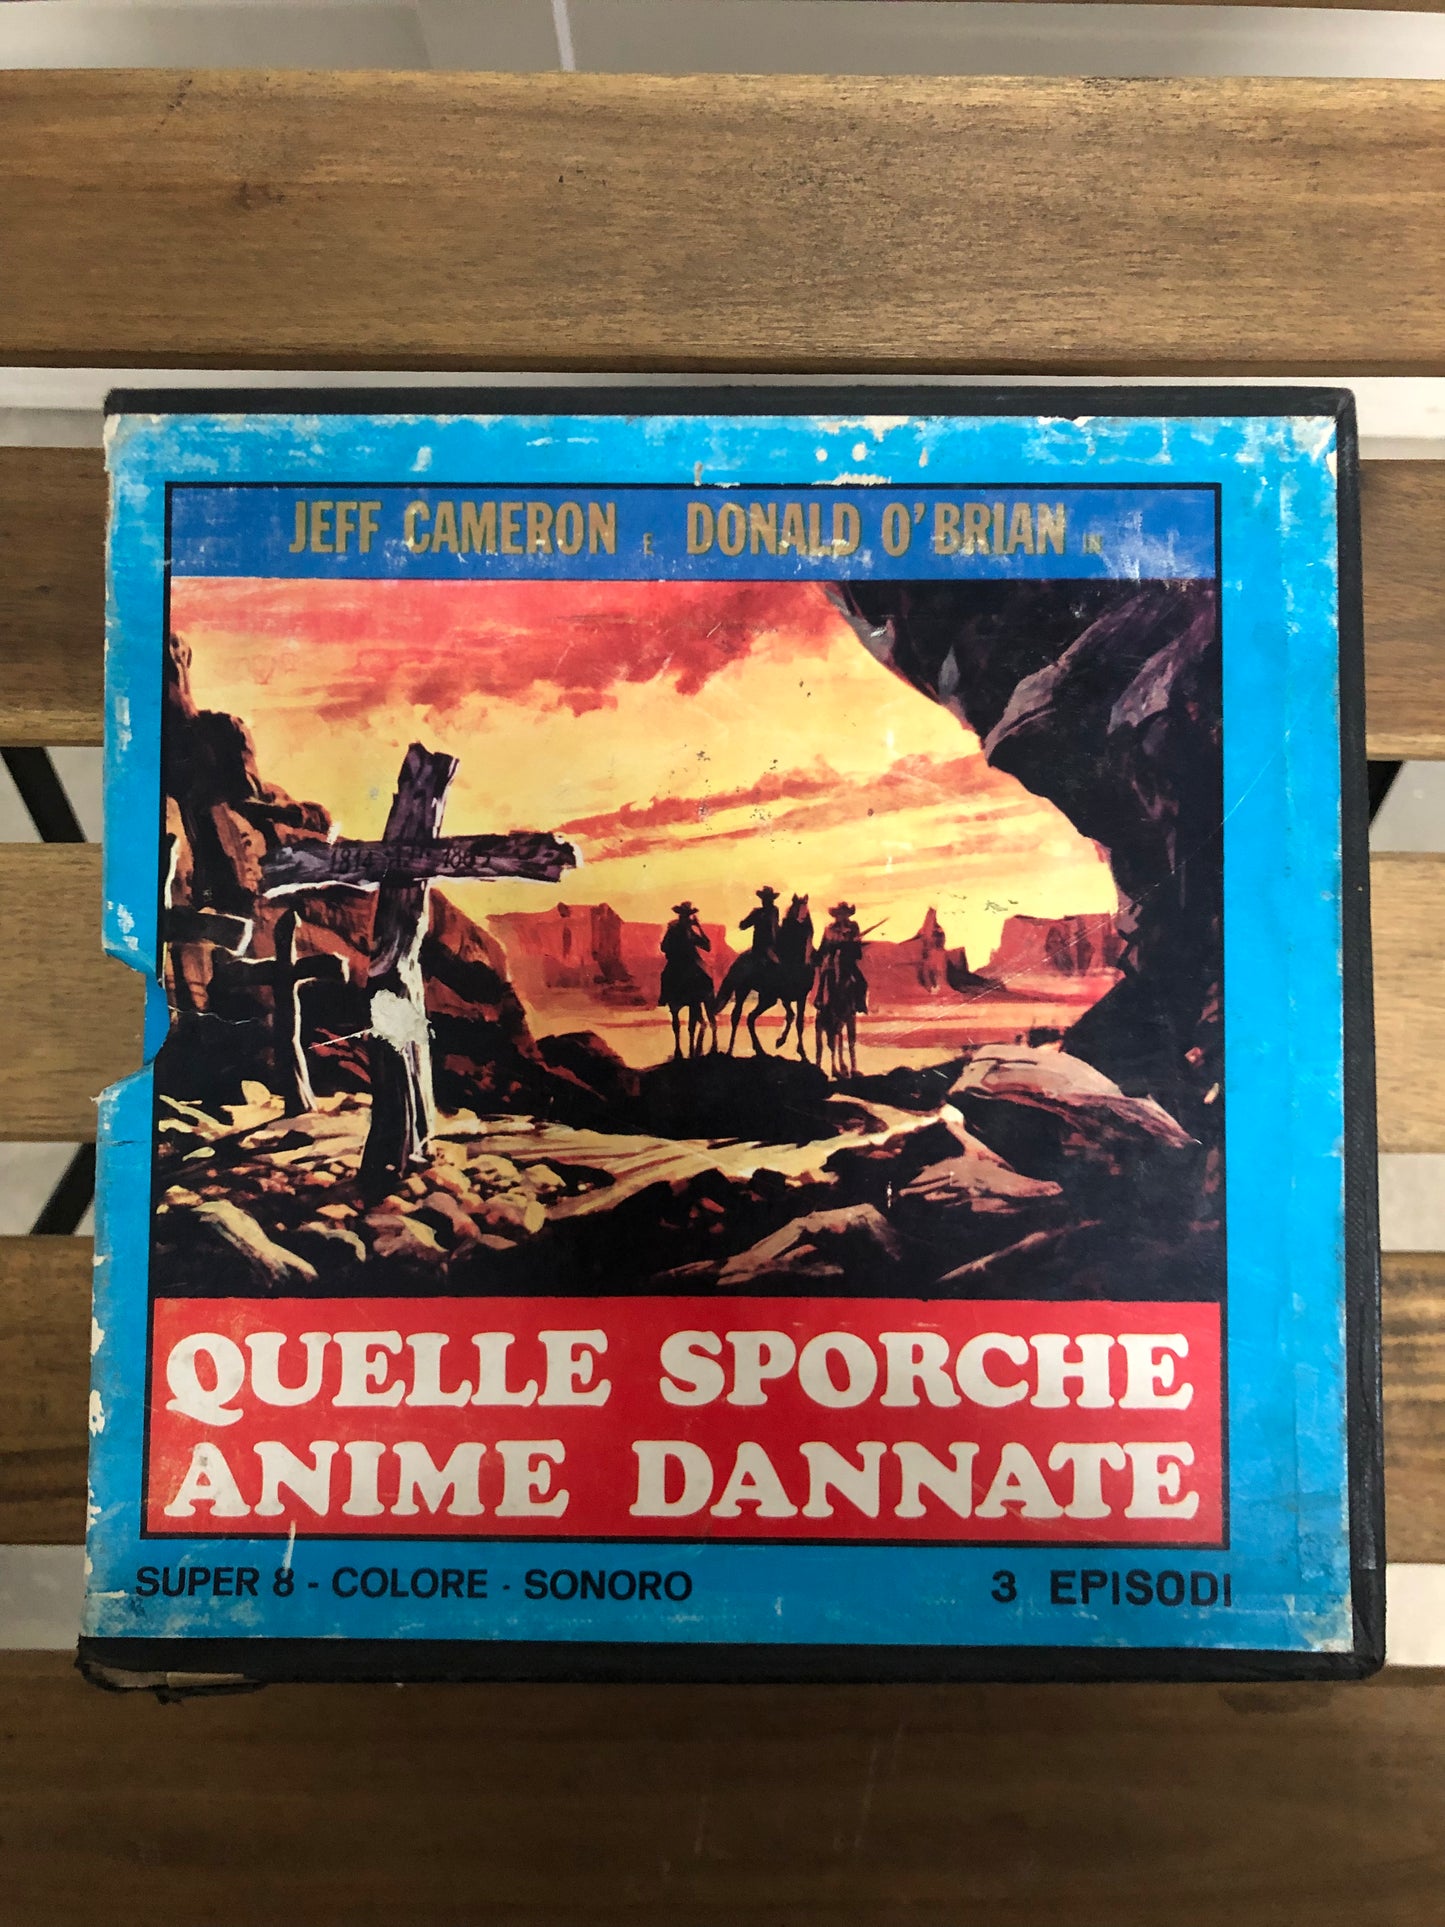 JEFF CAMERON E DONALD O'BRIAN IN
QUELLE SPORCHE
ANIME DANNATE
SUPER 8 - COLORE - SONORO 3 EPISODI